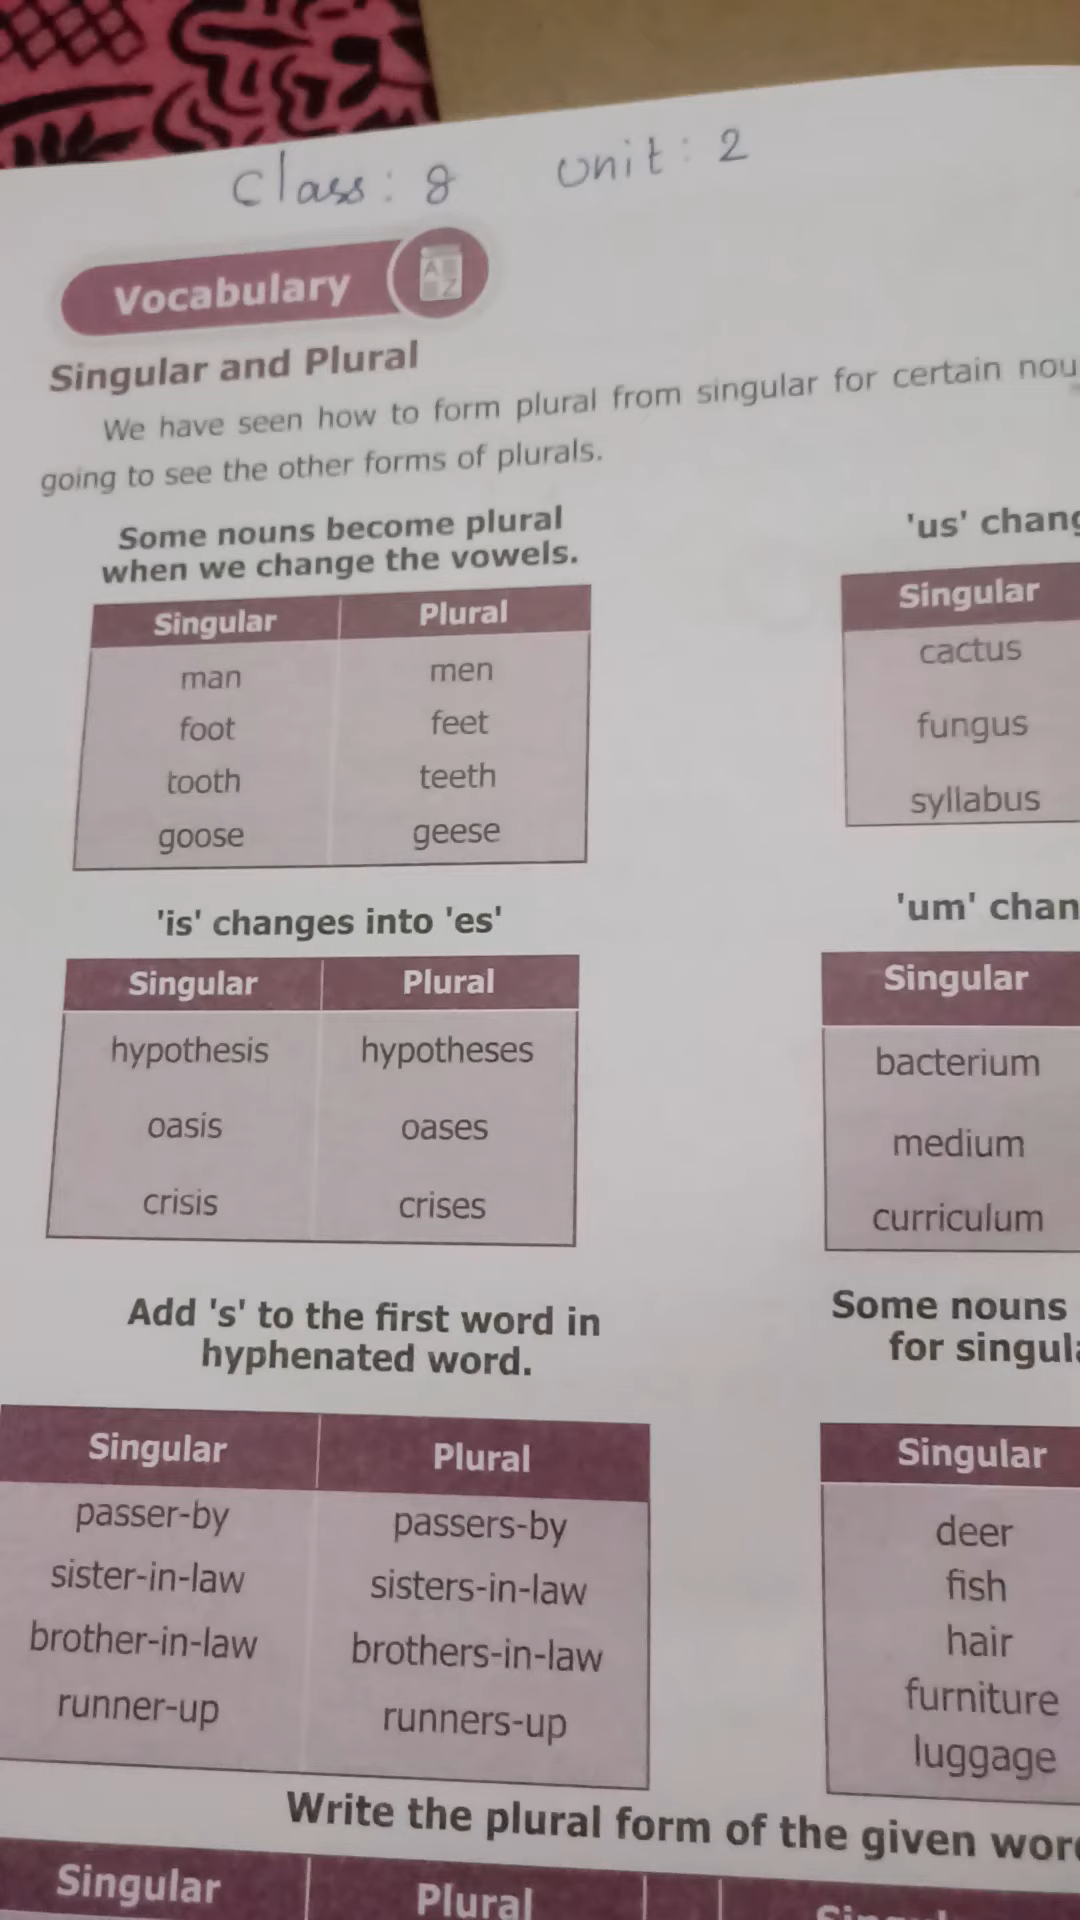 Class: 8 Unit: 2
Vocabulary
A Z
Singular and Plural
We have seen how to form plural from singular for certain
going to see the other forms of plurals.
Some nouns become plural
when we change the vowels.
Singular Plural
man men
foot feet
tooth teeth
goose geese
'us'
Singular
cactus
fungus
syllabus
'is' changes into 'es'
Singular Plural
hypothesis hypotheses
oasis oases
crisis crises
'um'
Singular
bacterium
medium
curriculum
Add 's' to the first word in
hyphenated word.
Singular Plural
passer-by passers-by
sister-in-law sisters-in-law
brother-in-law brothers-in-law
runner-up runners-up
Some nouns
for
Singular
deer
fish
hair
furniture
luggage
Write the plural form of the given
Singular Plural